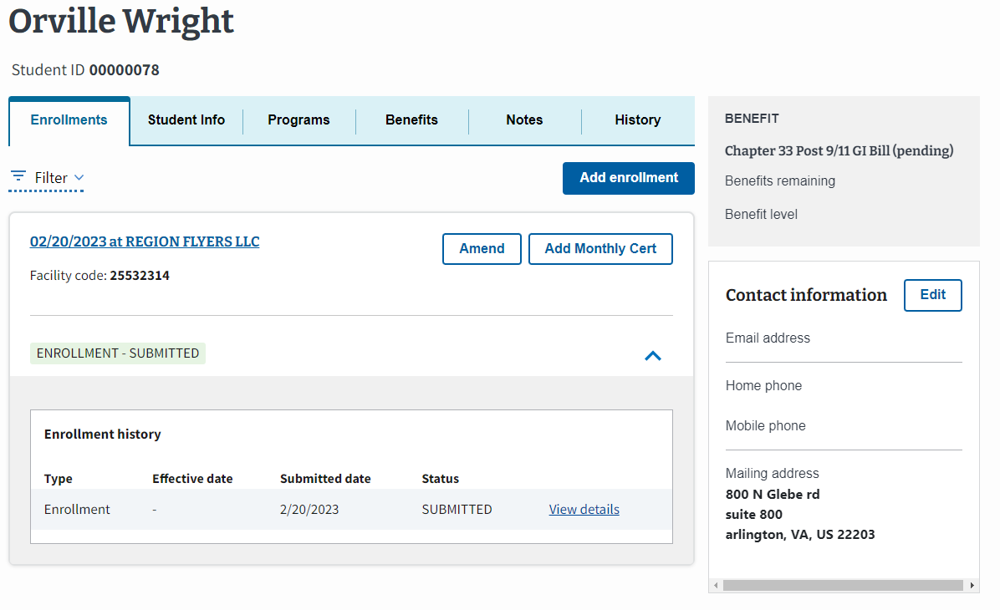 Orville Wright
Student ID 00000078
Enrollments Student Info Programs Benefits Notes History
Filter
Add enrollment
02/20/2023 at REGION FLYERS LLC
Amend
Add Monthly Cert
Facility code: 25532314
ENROLLMENT - SUBMITTED
Enrollment history
Type Effective date Submitted date Status
Enrollment - 2/20/2023 SUBMITTED View details
BENEFIT
Chapter 33 Post 9/11 GI Bill (pending)
Benefits remaining
Benefit level
Contact information
Edit
Email address
Home phone
Mobile phone
Mailing address
800 N Glebe rd
suite 800
arlington, VA, US 22203